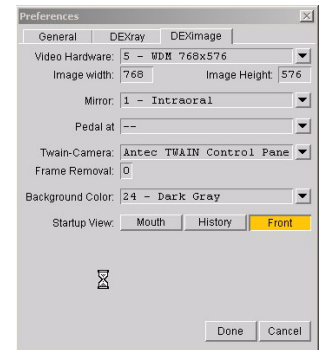 Preferences
General DEXray DEXimage
Video Hardware: 5 - WDM 768x576
Image width: 768 Image Height: 576
Mirror: 1 - Intraoral
Pedal at --
Twain-Camera: Antec TWAIN Control Pane
Frame Removal: 0
Background Color: 24 - Dark Gray
Startup View: Mouth History Front
Done Cancel